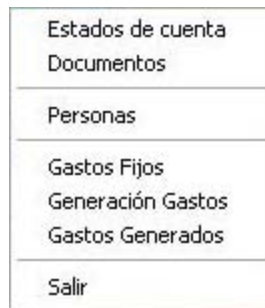 Estados de cuenta
Documentos
Personas
Gastos Fijos
Generación Gastos
Gastos Generados
Salir